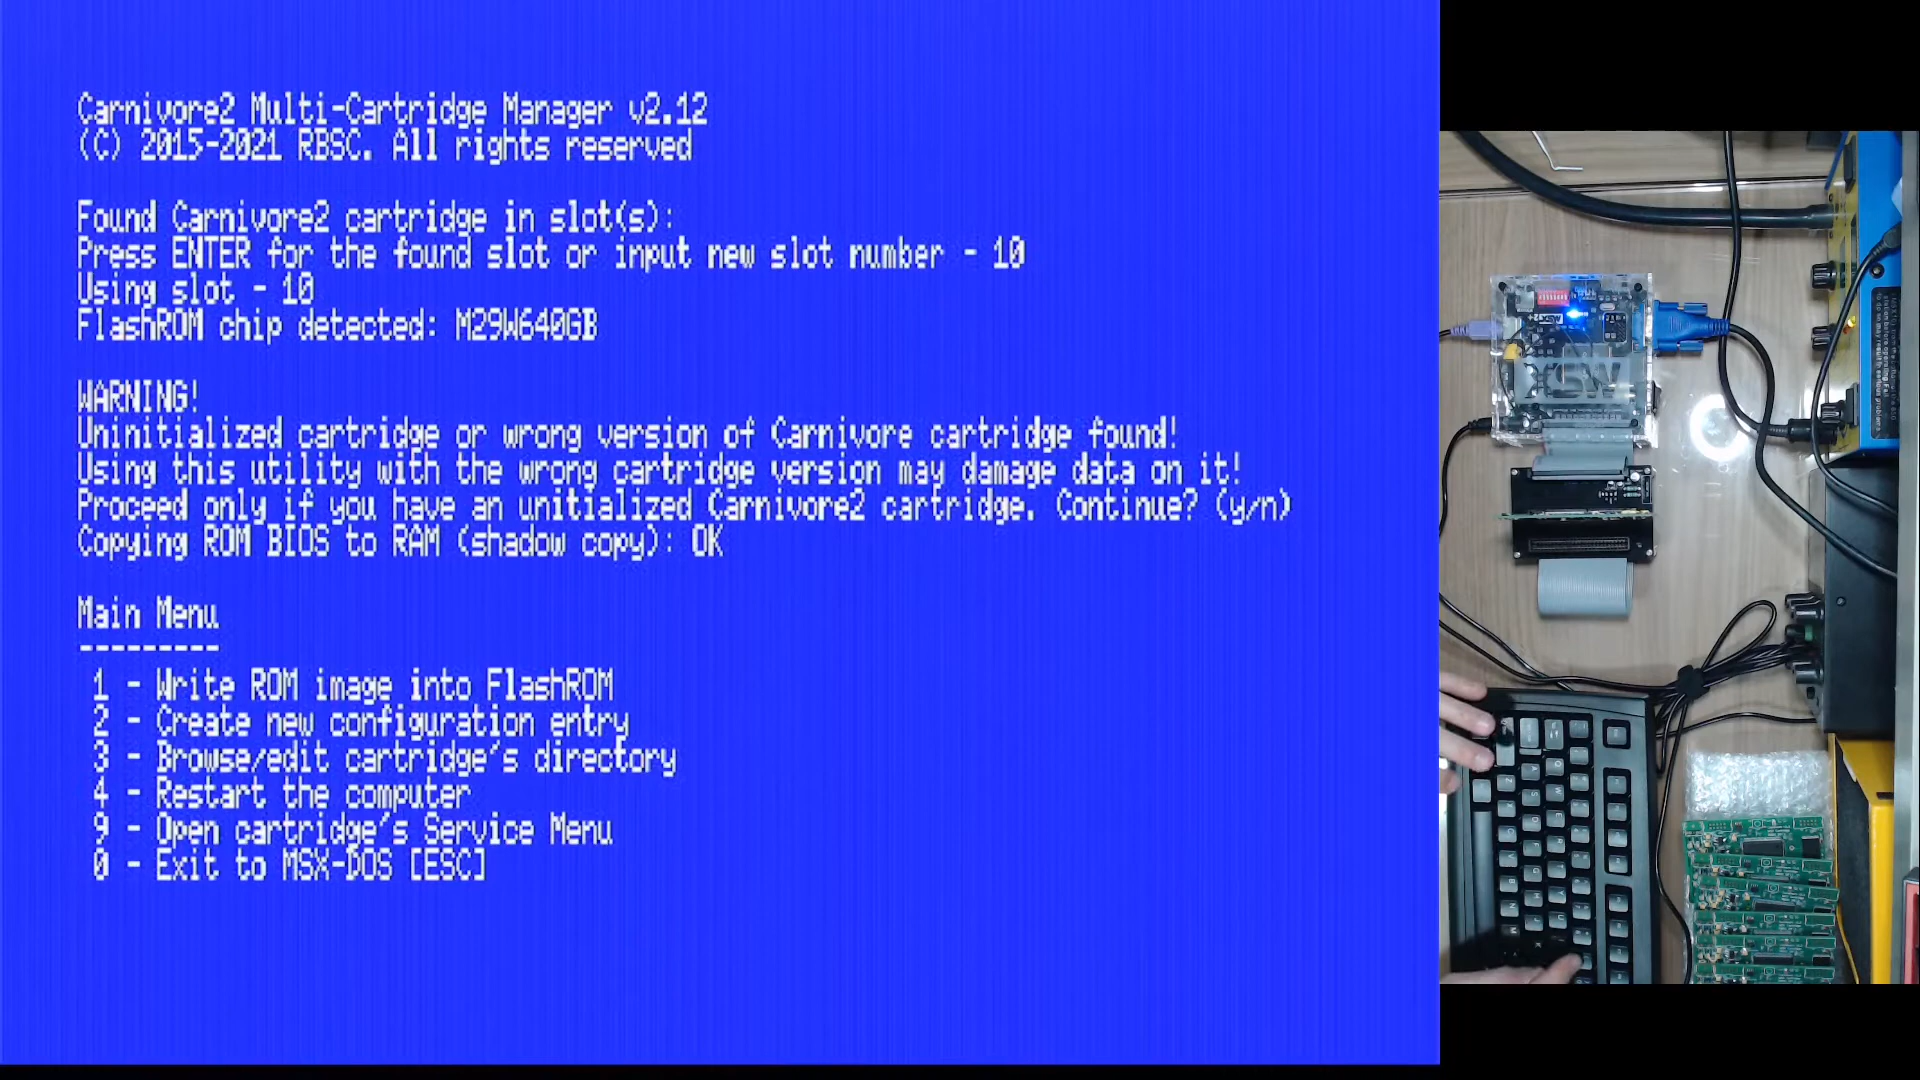 Carnivore2 Multi-Cartridge Manager v2.12
(C) 2015-2021 RBSC. All rights reserved
Found Carnivore2 cartridge in slot(s):
Press ENTER for the found slot or input new slot number - 10
Using slot - 10
FlashROM chip detected: M29W640GB
WARNING!
Uninitialized cartridge or wrong version of Carnivore cartridge found!
Using this utility with the wrong cartridge version may damage data on it!
Proceed only if you have an unitialized Carnivore2 cartridge. Continue? (y/n)
Copying ROM BIOS to RAM (shadow copy): OK
Main Menu
---------
1 - Write ROM image into FlashROM
2 - Create new configuration entry
3 - Browse/edit cartridge's directory
4 - Restart the computer
9 - Open cartridge's Service Menu
0 - Exit to MSX-DOS [ESC]
MSX